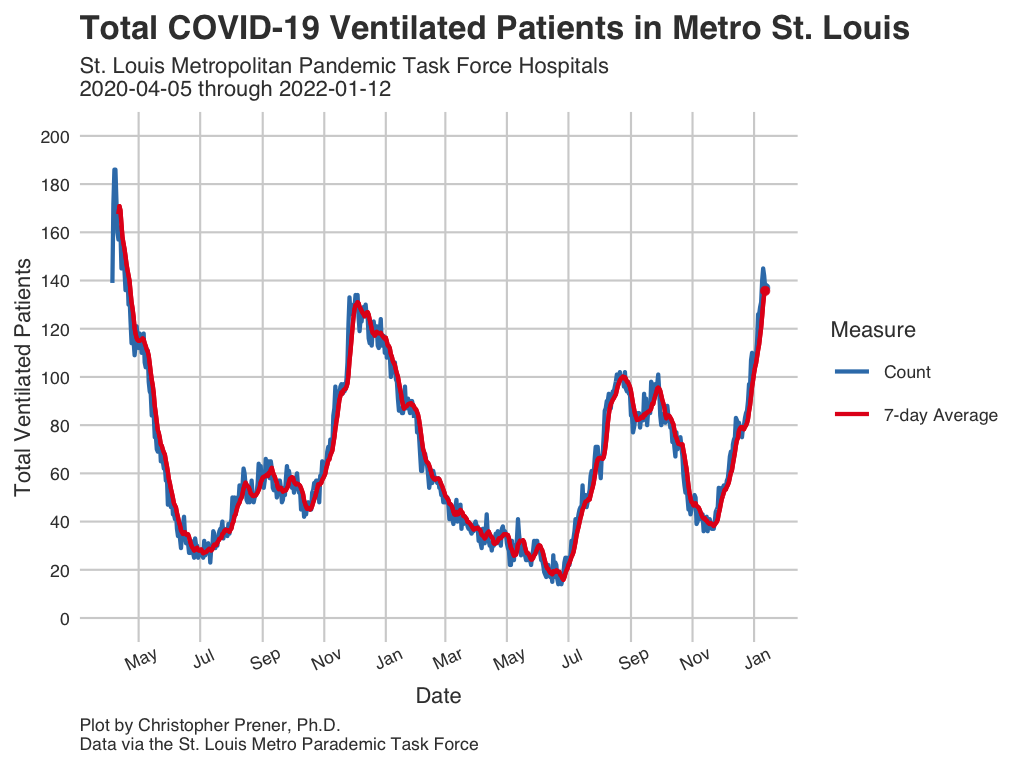 Total COVID-19 Ventilated Patients in Metro St. Louis
St. Louis Metropolitan Pandemic Task Force Hospitals
2020-04-05 through 2022-01-12
Total Ventilated Patients
200
180
160
140
120
100
80
60
40
20
0
May Jul Sep Nov Jan Mar May Jul Sep Nov Jan
Date
Measure
Count
7-day Average
Plot by Christopher Prener, Ph.D.
Data via the St. Louis Metro Parademic Task Force